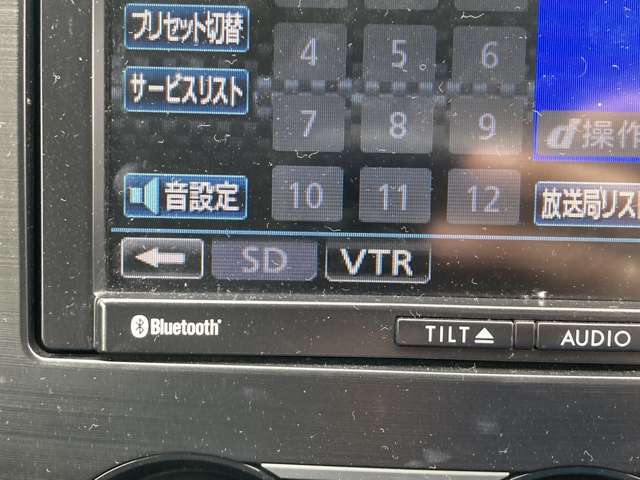 プリセット切替
4 5 6
サービスリスト
7 8 9
d 操作
音設定 10 11 12 放送局リスト
SD VTR
Bluetooth
TILT AUDIO